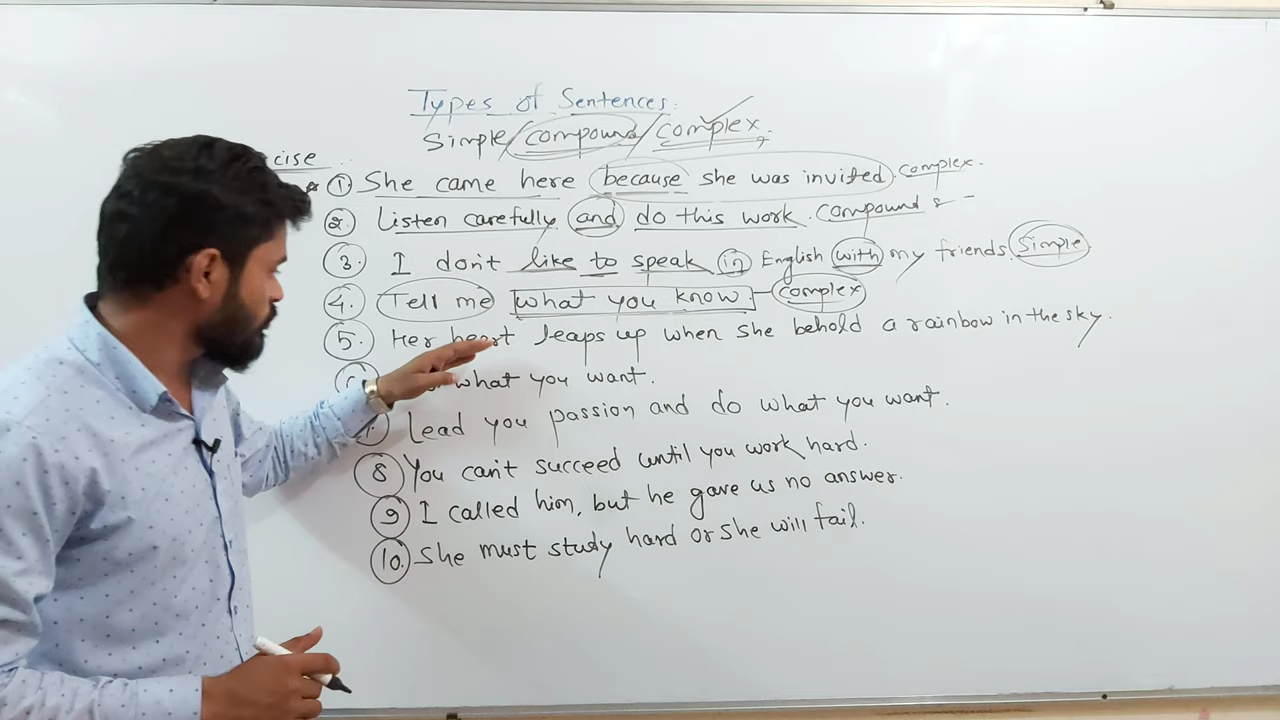 Types of Sentences.
Simple/compound/complex.
cise
① She came here because she was invited. complex.
2. Listen carefully and do this work. Compound
3. I don't like to speak in English with my friends. Simple
4. Tell me what you know. complex
5. Her heart leaps up when she behold a rainbow in the sky.
what you want.
Lead you passion and do what you want.
8 You can't succeed until you work hard.
9 I called him, but he gave us no answer.
10. She must study hard or she will fail.